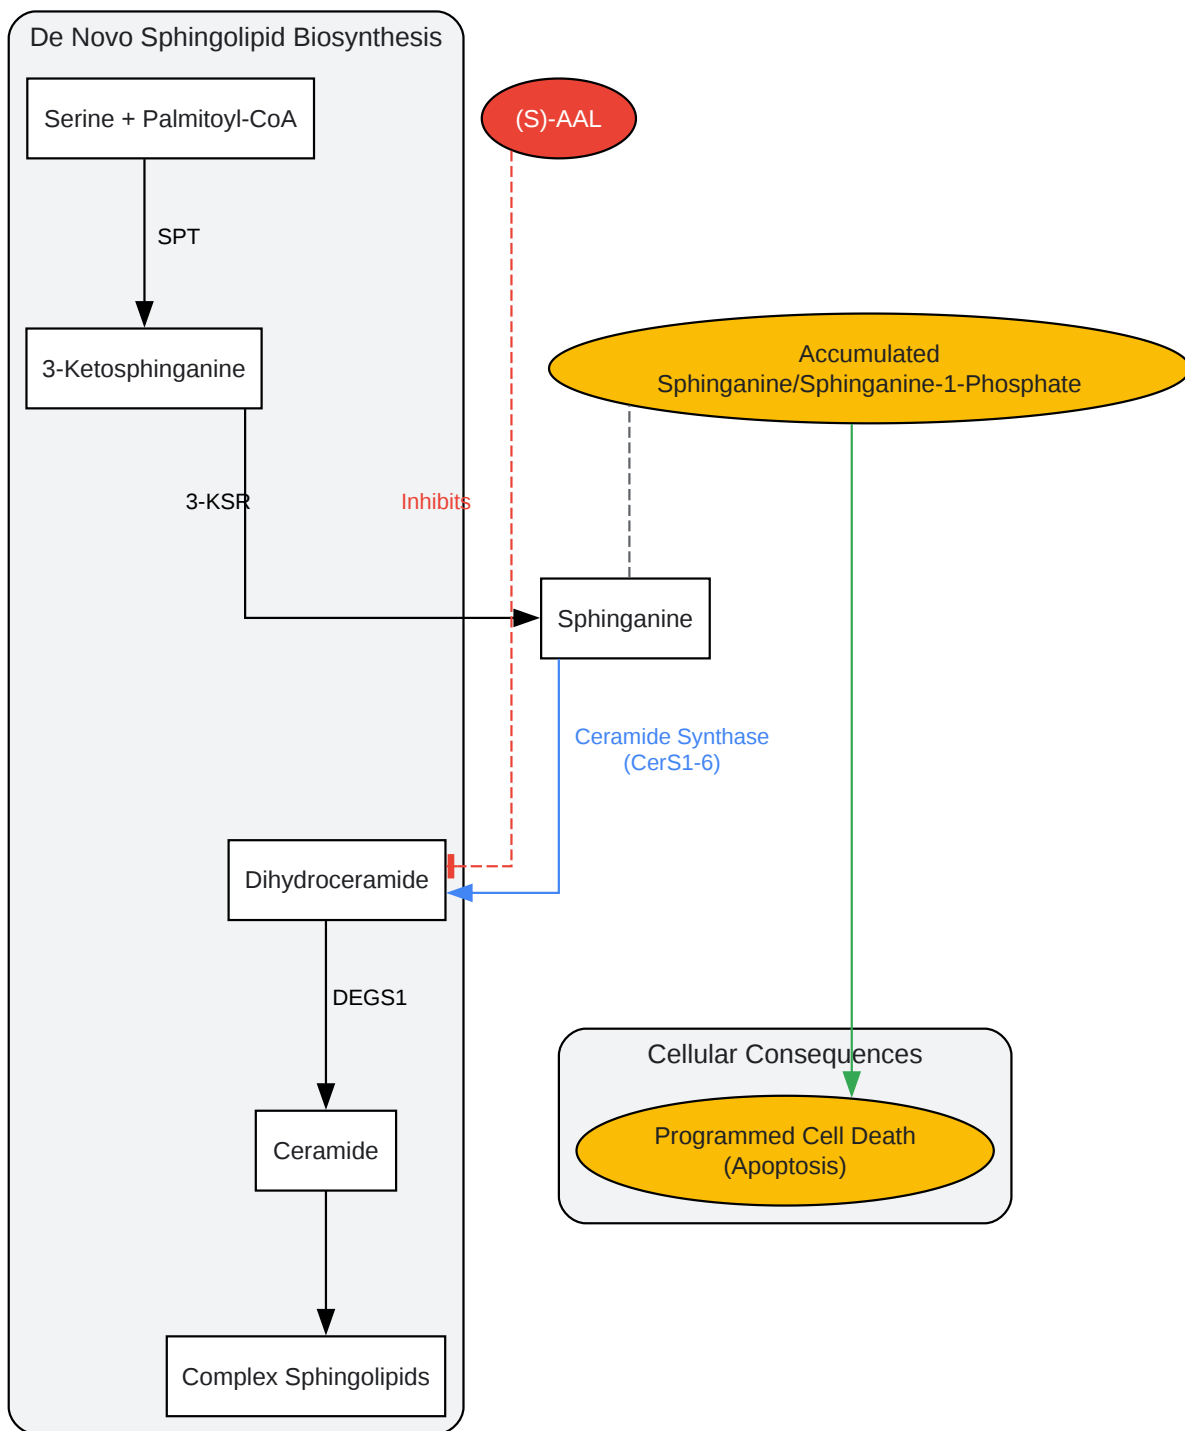 De Novo Sphingolipid Biosynthesis
Serine + Palmitoyl-CoA
(S)-AAL
SPT
3-Ketosphinganine
Accumulated
Sphinganine/Sphinganine-1-Phosphate
3-KSR
Inhibits
Sphinganine
Ceramide Synthase
(CerS1-6)
Dihydroceramide
DEGS1
Cellular Consequences
Programmed Cell Death
(Apoptosis)
Ceramide
Complex Sphingolipids